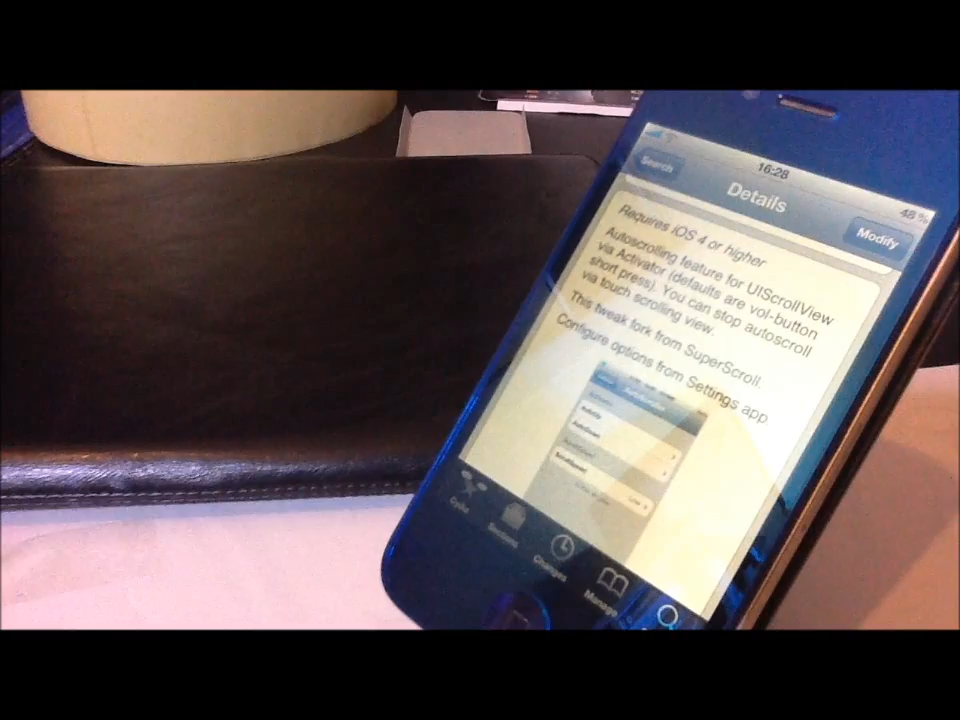 16:28
48 %
Search
Details
Modify
Requires iOS 4 or higher
Autoscrolling feature for UIScrollView
via Activator (defaults are vol-button
short press). You can stop autoscroll
via touch scrolling view.
This tweak fork from SuperScroll.
Configure options from Settings app.
Cydia
Sections
Changes
Manage